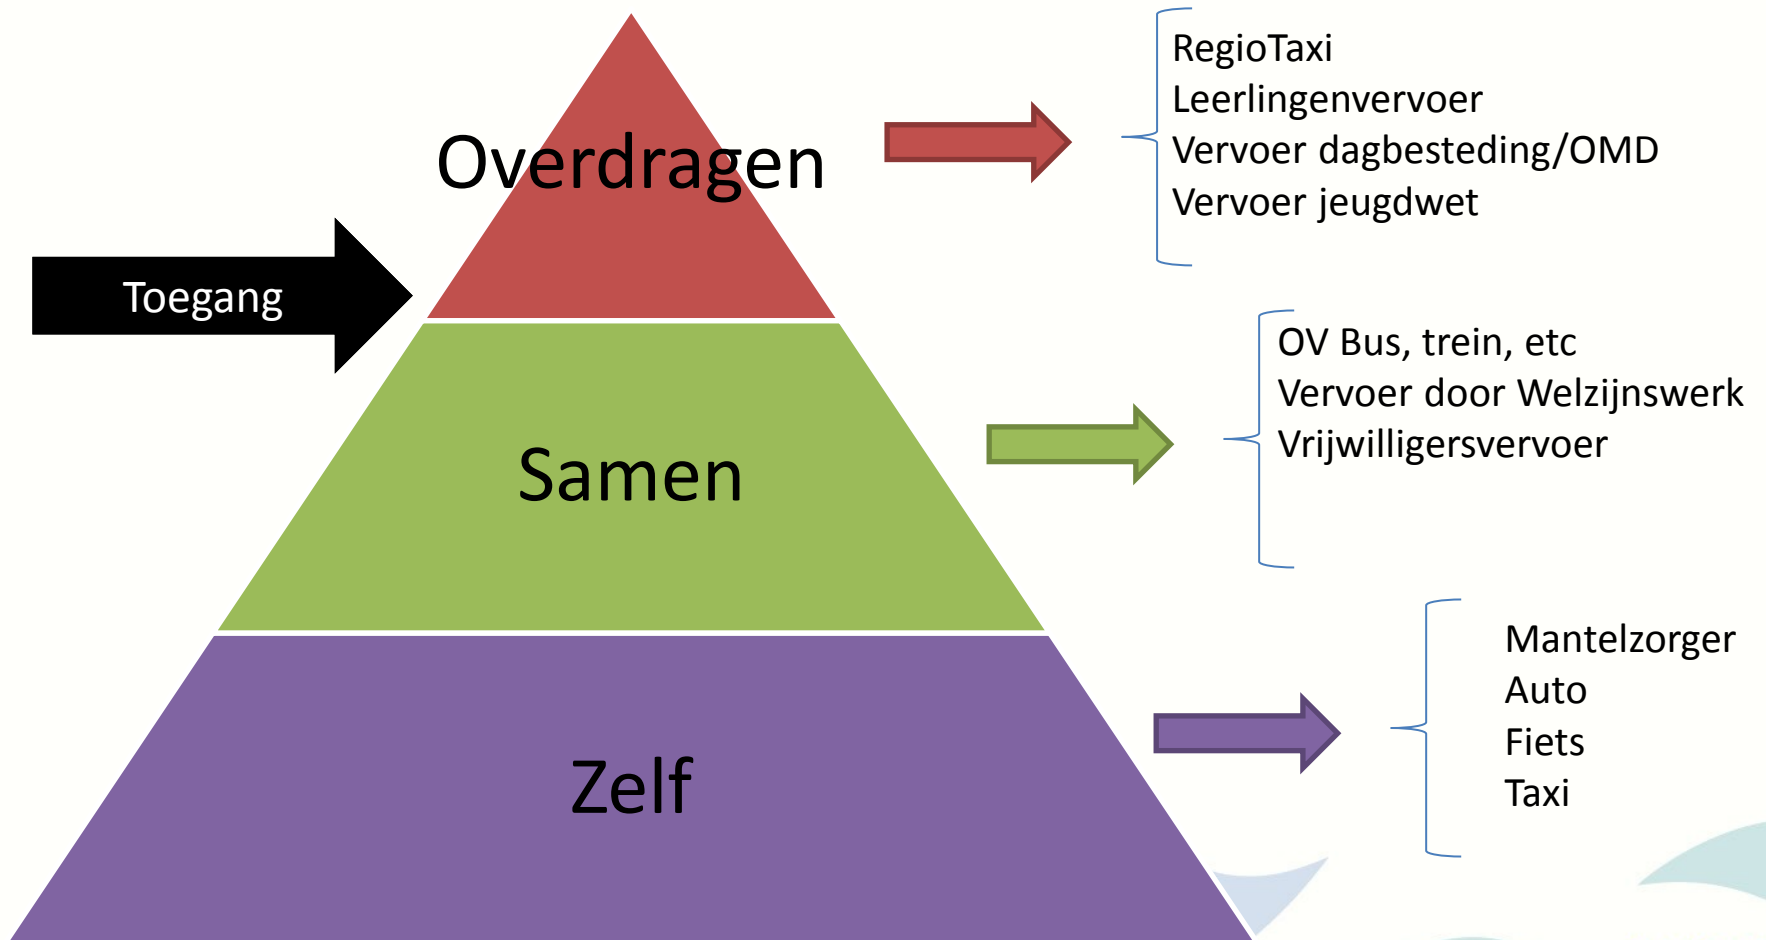 Overdragen
RegioTaxi
Leerlingenvervoer
Vervoer dagbesteding/OMD
Vervoer jeugdwet
Toegang
Samen
OV Bus, trein, etc
Vervoer door Welzijnswerk
Vrijwilligersvervoer
Zelf
Mantelzorger
Auto
Fiets
Taxi